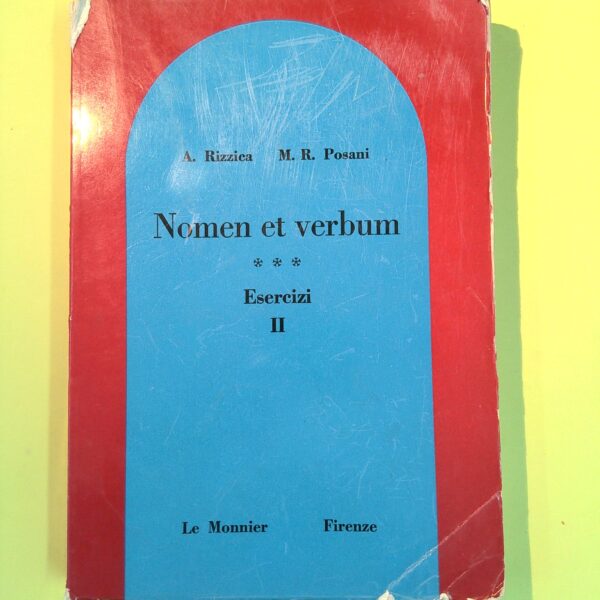 A. Rizzica M. R. Posani
Nomen et verbum
* * *
Esercizi
II
Le Monnier Firenze